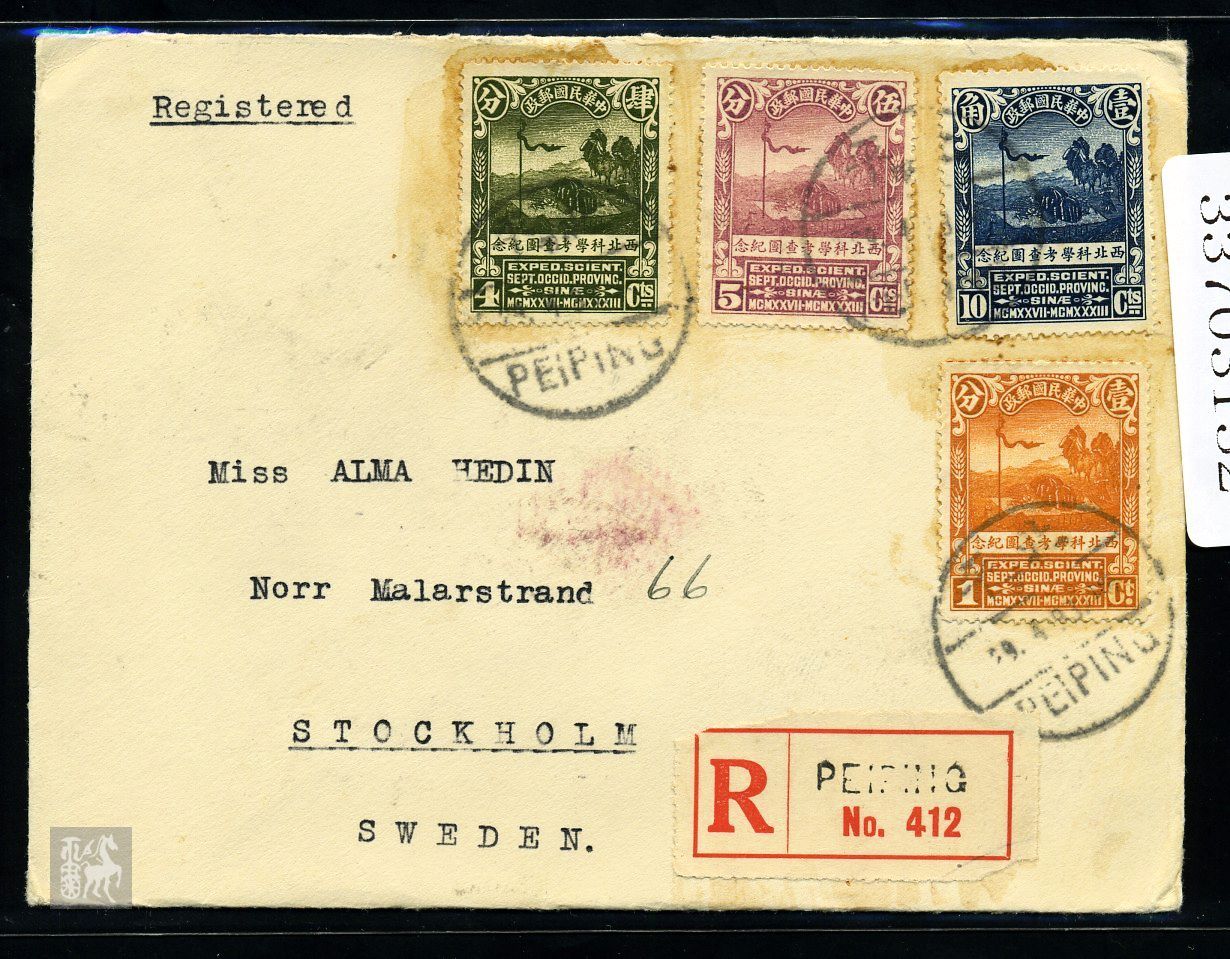 Registered
分 中華民國郵政 肆
西北科學考查團紀念
EXPED.SCIENT.
SEPT.OCCID.PROVINC.
SINÆ
MCMXXVII-MCMXXXIII
4 Cts
分 中華民國郵政 伍
西北科學考查團紀念
EXPED.SCIENT.
SEPT.OCCID.PROVINC.
SINÆ
MCMXXVII-MCMXXXIII
5 Cts
角 中華民國郵政 壹
西北科學考查團紀念
EXPED.SCIENT.
SEPT.OCCID.PROVINC.
SINÆ
MCMXXVII-MCMXXXIII
10 Cts
PEIPING
分 中華民國郵政 壹
西北科學考查團紀念
EXPED.SCIENT.
SEPT.OCCID.PROVINC.
SINÆ
MCMXXVII-MCMXXXIII
1 Ct
PEIPING
Miss ALMA HEDIN
Norr Malarstrand 66
STOCKHOLM
SWEDEN.
R PEIPING
No. 412